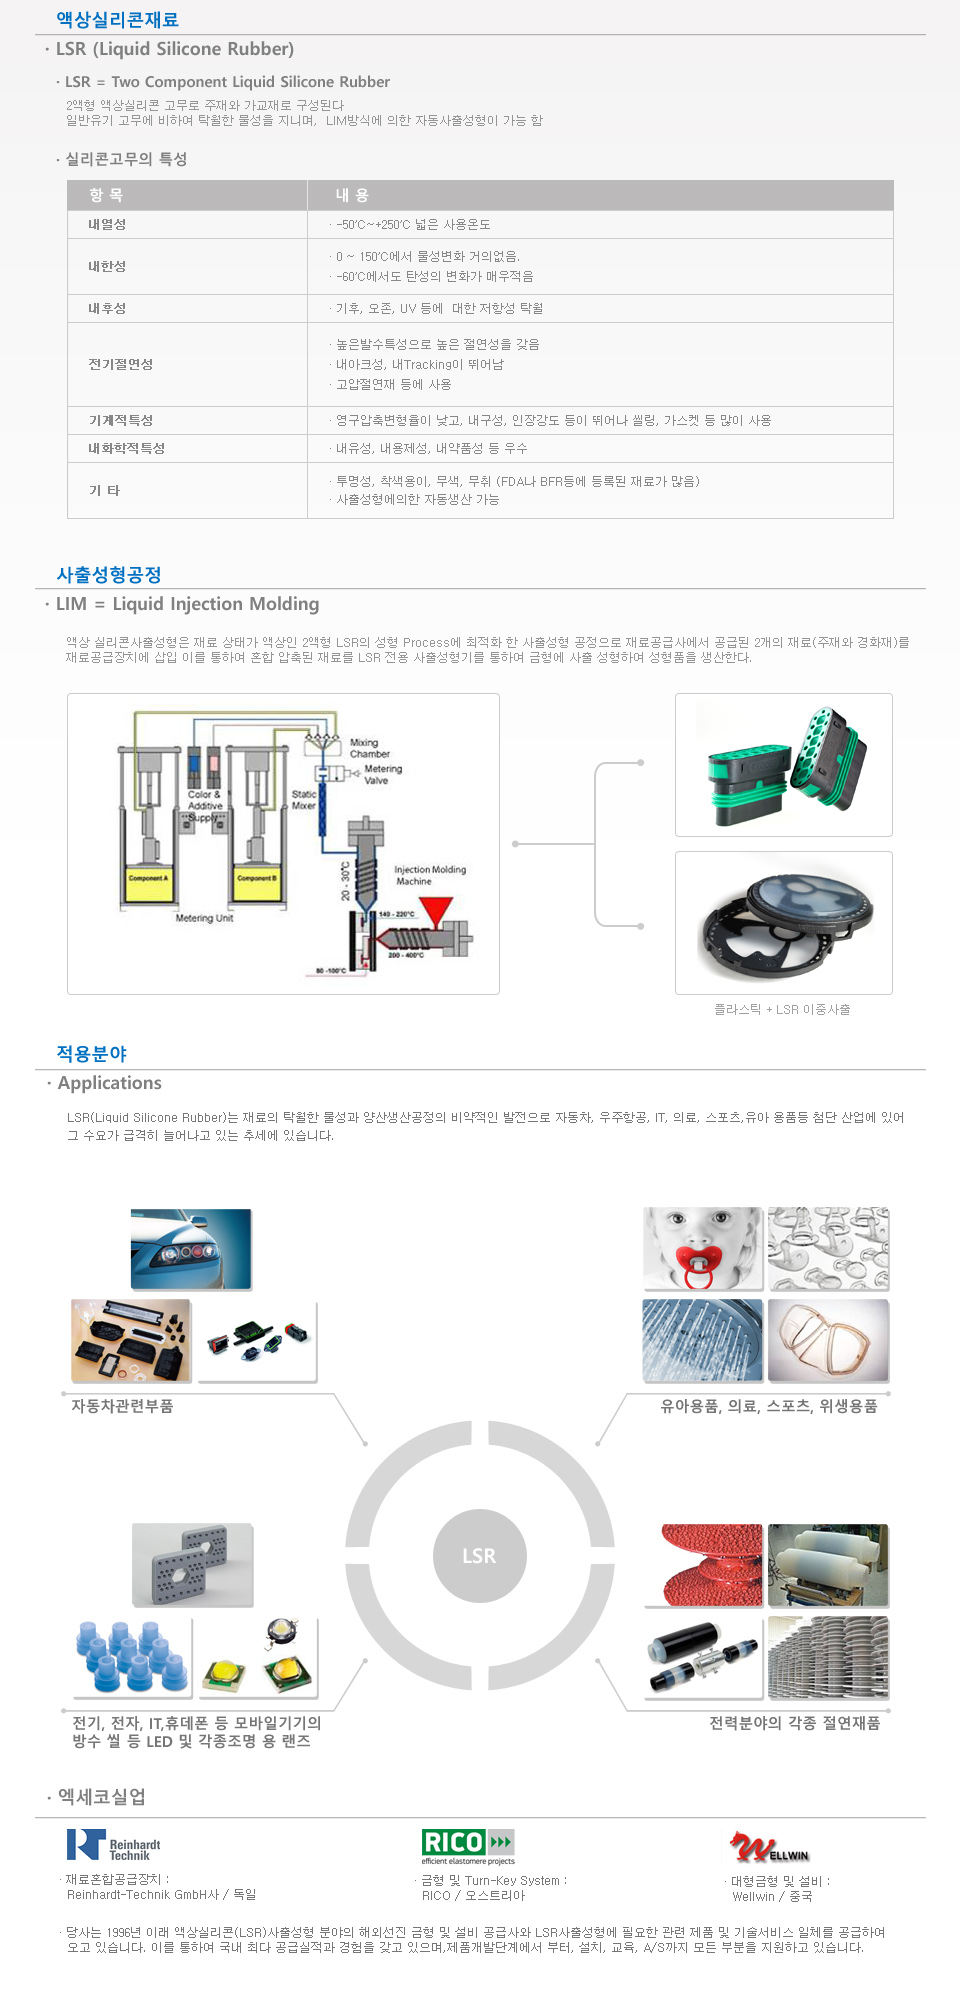 액상실리콘재료
· LSR (Liquid Silicone Rubber)
· LSR = Two Component Liquid Silicone Rubber
2액형 액상실리콘 고무로 주재와 가교재로 구성된다
일반유기 고무에 비하여 탁월한 물성을 지니며, LIM방식에 의한 자동사출성형이 가능 함
· 실리콘고무의 특성
항 목 내 용
내열성 · -50℃~+250℃ 넓은 사용온도
내한성 · 0 ~ 150℃에서 물성변화 거의없음.
· -60℃에서도 탄성의 변화가 매우적음
내후성 · 기후, 오존, UV 등에 대한 저항성 탁월
전기절연성 · 높은발수특성으로 높은 절연성을 갖음
· 내아크성, 내Tracking이 뛰어남
· 고압절연재 등에 사용
기계적특성 · 영구압축변형율이 낮고, 내구성, 인장강도 등이 뛰어나 씰링, 가스켓 등 많이 사용
내화학적특성 · 내유성, 내용제성, 내약품성 등 우수
기 타 · 투명성, 착색용이, 무색, 무취 (FDA나 BFR등에 등록된 재료가 많음)
· 사출성형에의한 자동생산 가능
사출성형공정
· LIM = Liquid Injection Molding
액상 실리콘사출성형은 재료 상태가 액상인 2액형 LSR의 성형 Process에 최적화 한 사출성형 공정으로 재료공급사에서 공급된 2개의 재료(주재와 경화재)를
재료공급장치에 삽입 이를 통하여 혼합 압축된 재료를 LSR 전용 사출성형기를 통하여 금형에 사출 성형하여 성형품을 생산한다.
Mixing
Chamber
Metering
Valve
Color &
Additive
Supply
Static
Mixer
Component A
Component B
Metering Unit
20 - 30°C
Injection Molding
Machine
140 - 220°C
200 - 400°C
80 -100°C
플라스틱 + LSR 이중사출
적용분야
· Applications
LSR(Liquid Silicone Rubber)는 재료의 탁월한 물성과 양산생산공정의 비약적인 발전으로 자동차, 우주항공, IT, 의료, 스포츠,유아 용품등 첨단 산업에 있어
그 수요가 급격히 늘어나고 있는 추세에 있습니다.
자동차관련부품
유아용품, 의료, 스포츠, 위생용품
LSR
전기, 전자, IT,휴데폰 등 모바일기기의
방수 씰 등 LED 및 각종조명 용 랜즈
전력분야의 각종 절연재품
· 엑세코실업
RT Reinhardt
Technik
· 재료혼합공급장치 :
Reinhardt-Technik GmbH사 / 독일
RICO
efficient elastomere projects
· 금형 및 Turn-Key System :
RICO / 오스트리아
WELLWIN
· 대형금형 및 설비 :
Wellwin / 중국
· 당사는 1996년 이래 액상실리콘(LSR)사출성형 분야의 해외선진 금형 및 설비 공급사와 LSR사출성형에 필요한 관련 제품 및 기술서비스 일체를 공급하여
오고 있습니다. 이를 통하여 국내 최다 공급실적과 경험을 갖고 있으며,제품개발단계에서 부터, 설치, 교육, A/S까지 모든 부분을 지원하고 있습니다.